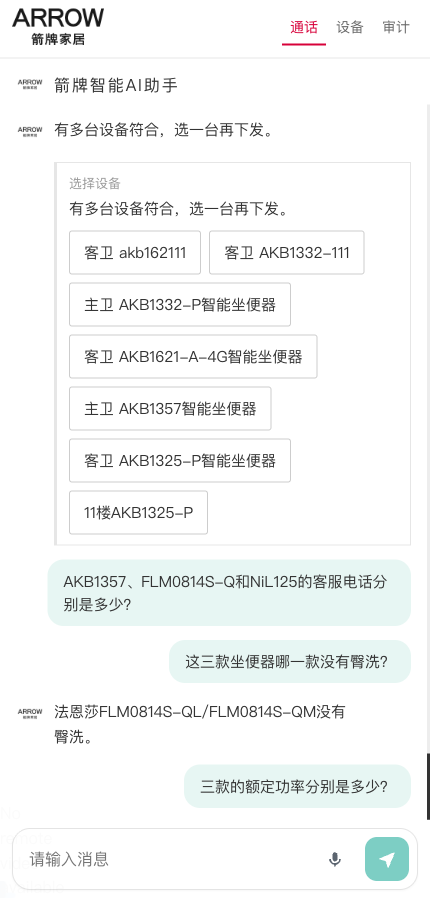 ARROW
箭牌家居
通话 设备 审计
ARROW
箭牌家居
箭牌智能AI助手
ARROW
箭牌家居
有多台设备符合，选一台再下发。
选择设备
有多台设备符合，选一台再下发。
客卫 akb162111
客卫 AKB1332-111
主卫 AKB1332-P智能坐便器
客卫 AKB1621-A-4G智能坐便器
主卫 AKB1357智能坐便器
客卫 AKB1325-P智能坐便器
11楼AKB1325-P
AKB1357、FLM0814S-Q和NiL125的客服电话分
别是多少？
这三款坐便器哪一款没有臀洗？
ARROW
箭牌家居
法恩莎FLM0814S-QL/FLM0814S-QM没有
臀洗。
三款的额定功率分别是多少？
请输入消息